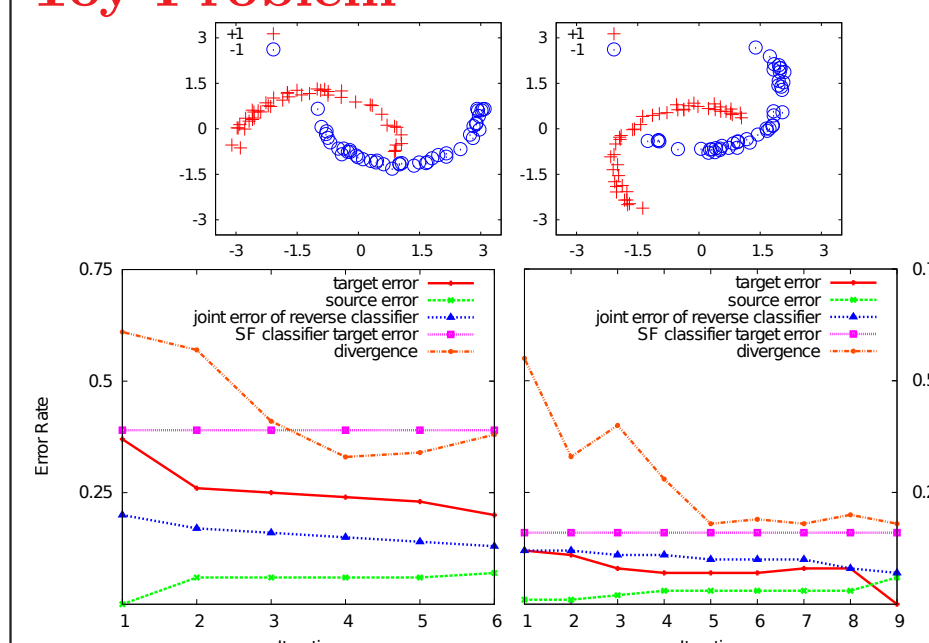 Toy Problem
+1
-1
3
1.5
0
-1.5
-3
-3 -1.5 0 1.5 3
+1
-1
3
1.5
0
-1.5
-3
-3 -1.5 0 1.5 3
0.75
0.5
0.25
Error Rate
target error
source error
joint error of reverse classifier
SF classifier target error
divergence
1 2 3 4 5 6
target error
source error
joint error of reverse classifier
SF classifier target error
divergence
1 2 3 4 5 6 7 8 9